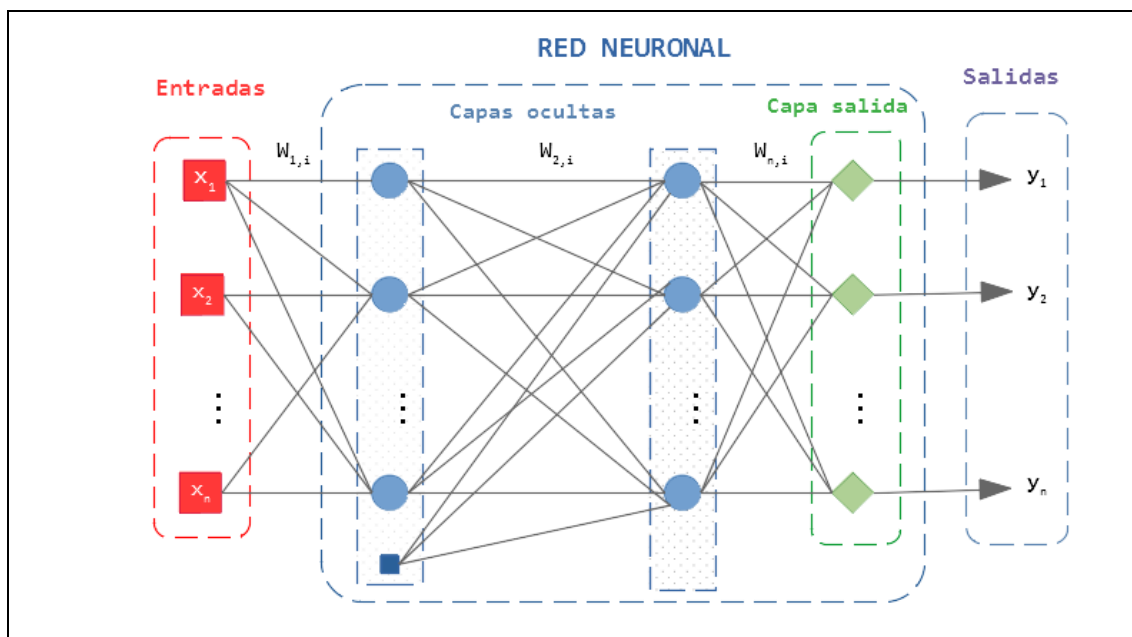 RED NEURONAL
Entradas
Salidas
Capas ocultas
Capa salida
W1,i
W2,i
Wn,i
X1
y1
X2
y2
⋮ ⋮ ⋮ ⋮
Xn
yn